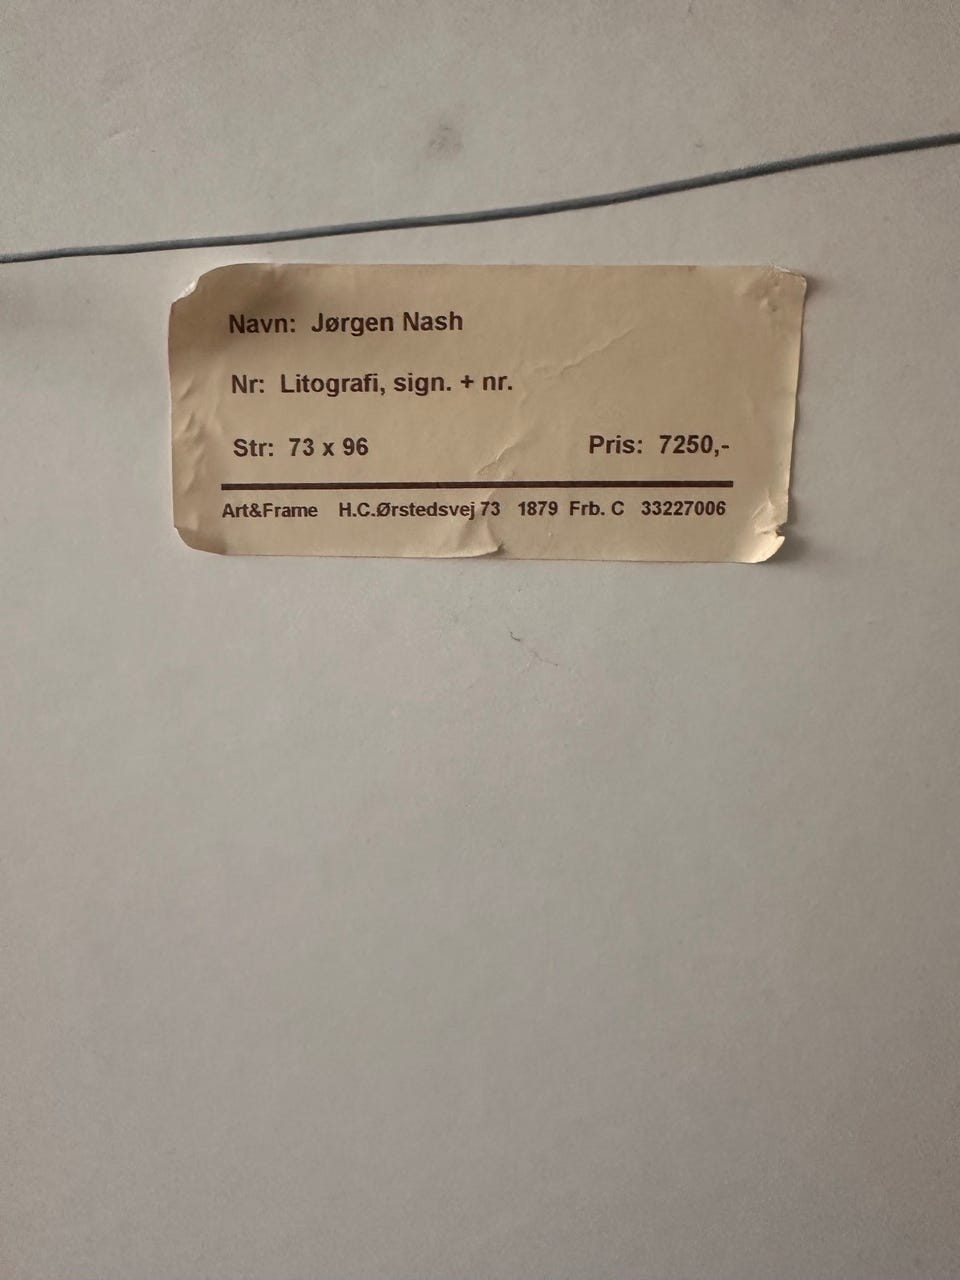 Navn: Jørgen Nash
Nr: Litografi, sign. + nr.
Str: 73 x 96 Pris: 7250,-
Art&Frame H.C.Ørstedsvej 73 1879 Frb. C 33227006